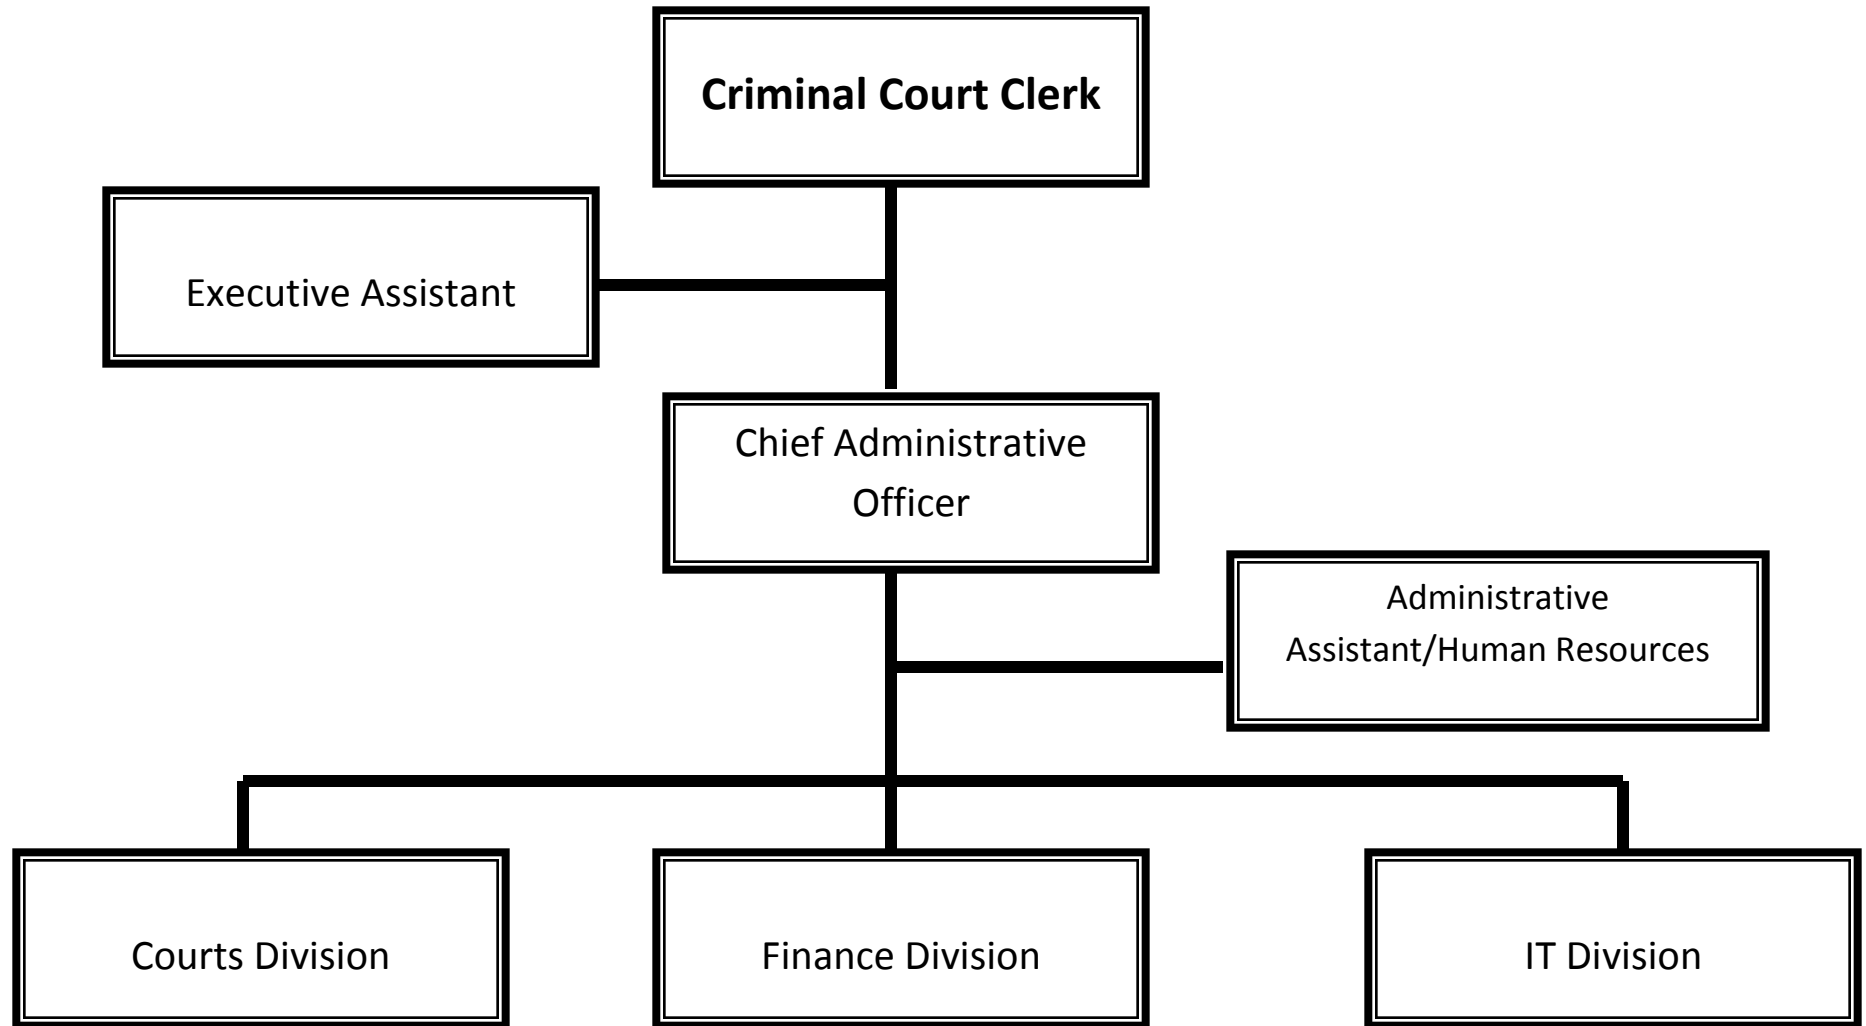 Criminal Court Clerk
Executive Assistant
Chief Administrative
Officer
Administrative
Assistant/Human Resources
Courts Division
Finance Division
IT Division